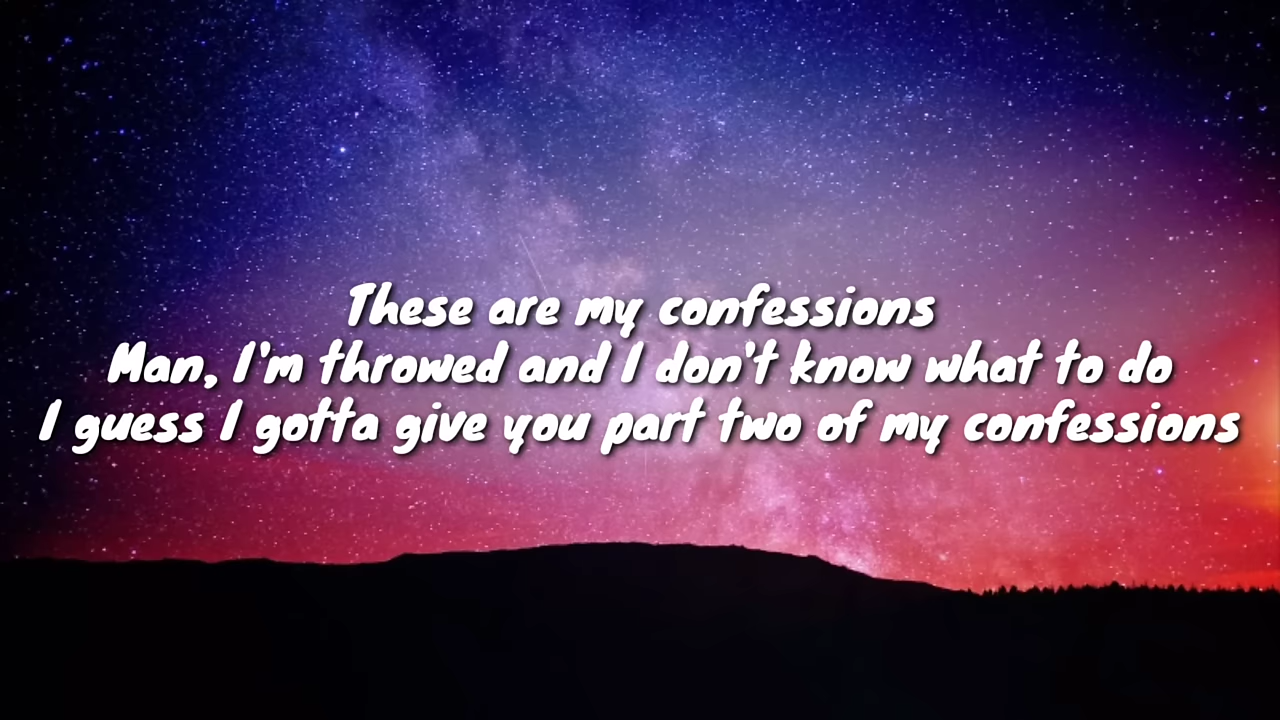 These are my confessions
Man, I'm throwed and I don't know what to do
I guess I gotta give you part two of my confessions